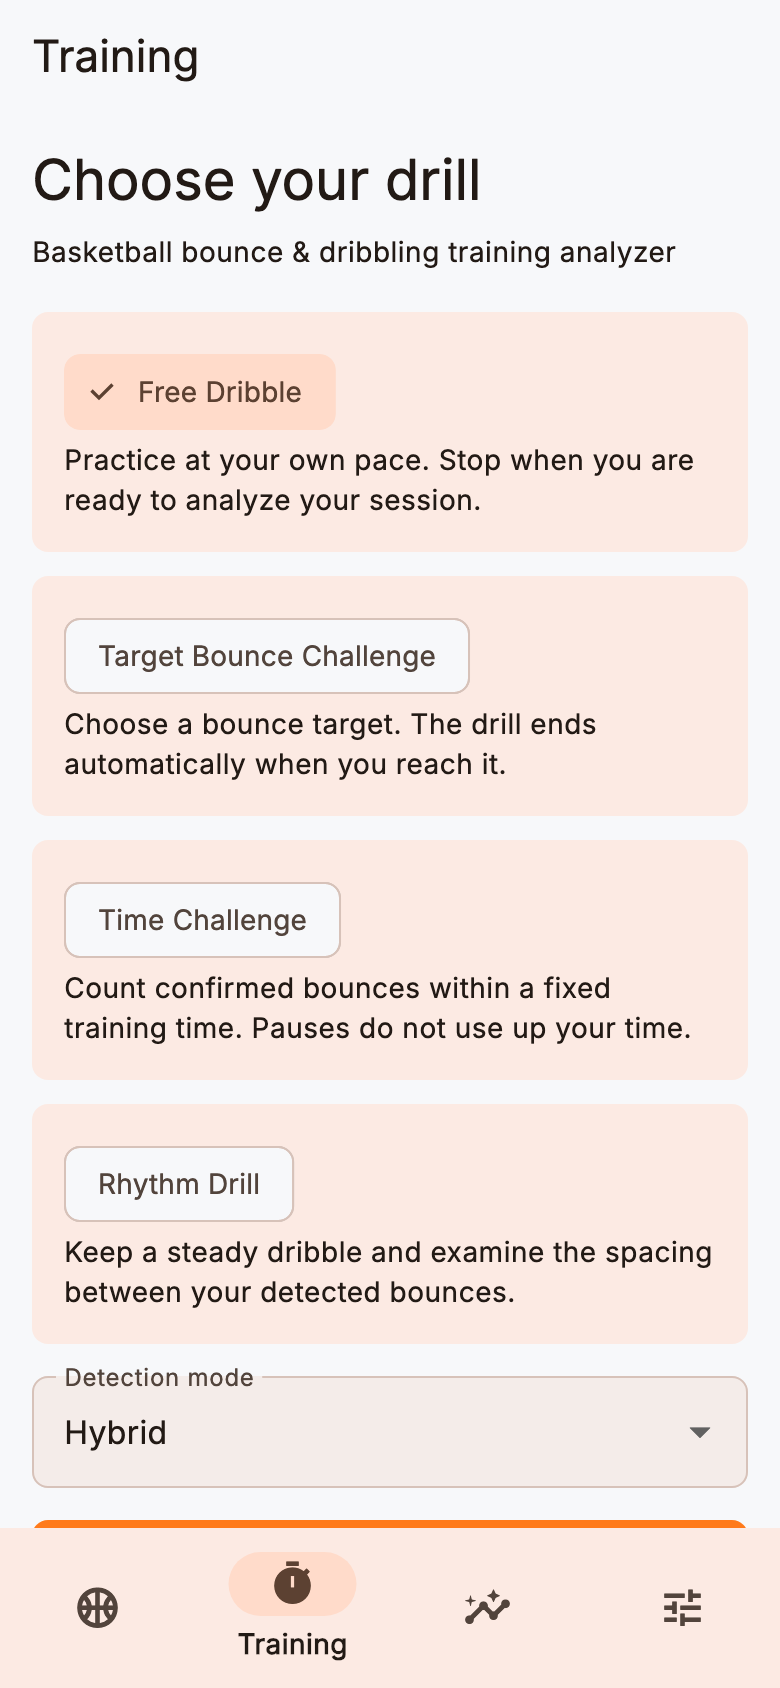 Training
Choose your drill
Basketball bounce & dribbling training analyzer
Free Dribble
Practice at your own pace. Stop when you are
ready to analyze your session.
Target Bounce Challenge
Choose a bounce target. The drill ends
automatically when you reach it.
Time Challenge
Count confirmed bounces within a fixed
training time. Pauses do not use up your time.
Rhythm Drill
Keep a steady dribble and examine the spacing
between your detected bounces.
Detection mode
Hybrid
Training